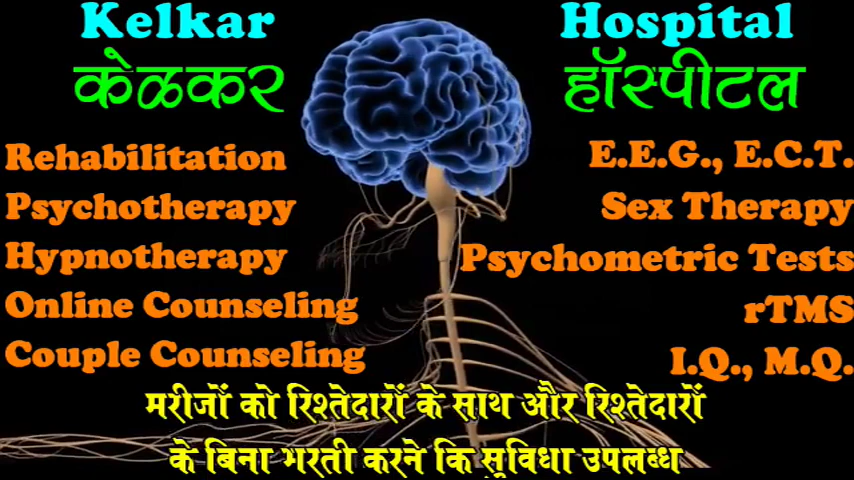 Kelkar Hospital
केळकर हॉस्पीटल
Rehabilitation
Psychotherapy
Hypnotherapy
Online Counseling
Couple Counseling
E.E.G., E.C.T.
Sex Therapy
Psychometric Tests
rTMS
I.Q., M.Q.
मरीजों को रिश्तेदारों के साथ और रिश्तेदारों
के बिना भरती करने कि सुविधा उपलब्ध